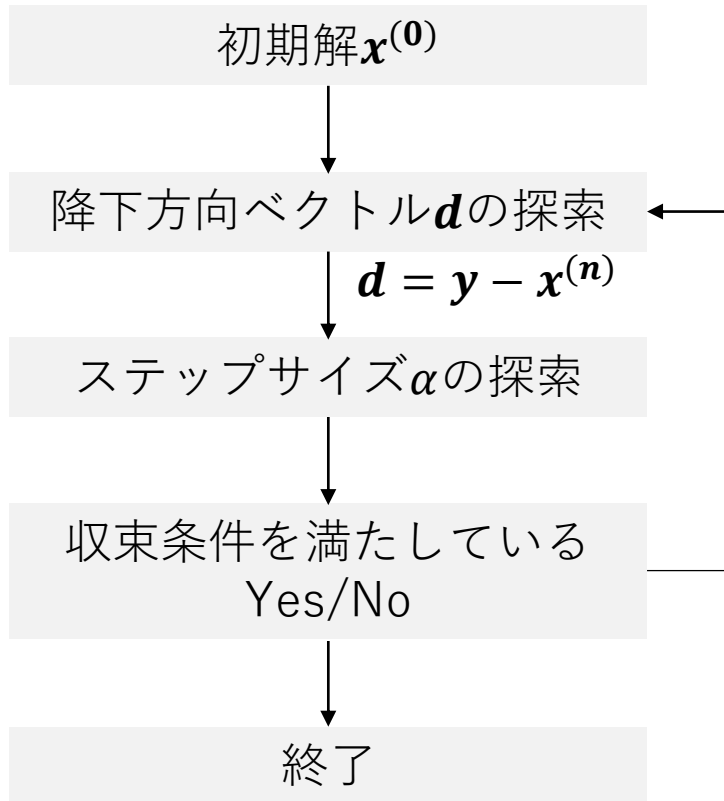 初期解x⁽⁰⁾
降下方向ベクトルdの探索
d = y − x⁽ⁿ⁾
ステップサイズαの探索
収束条件を満たしている
Yes/No
終了